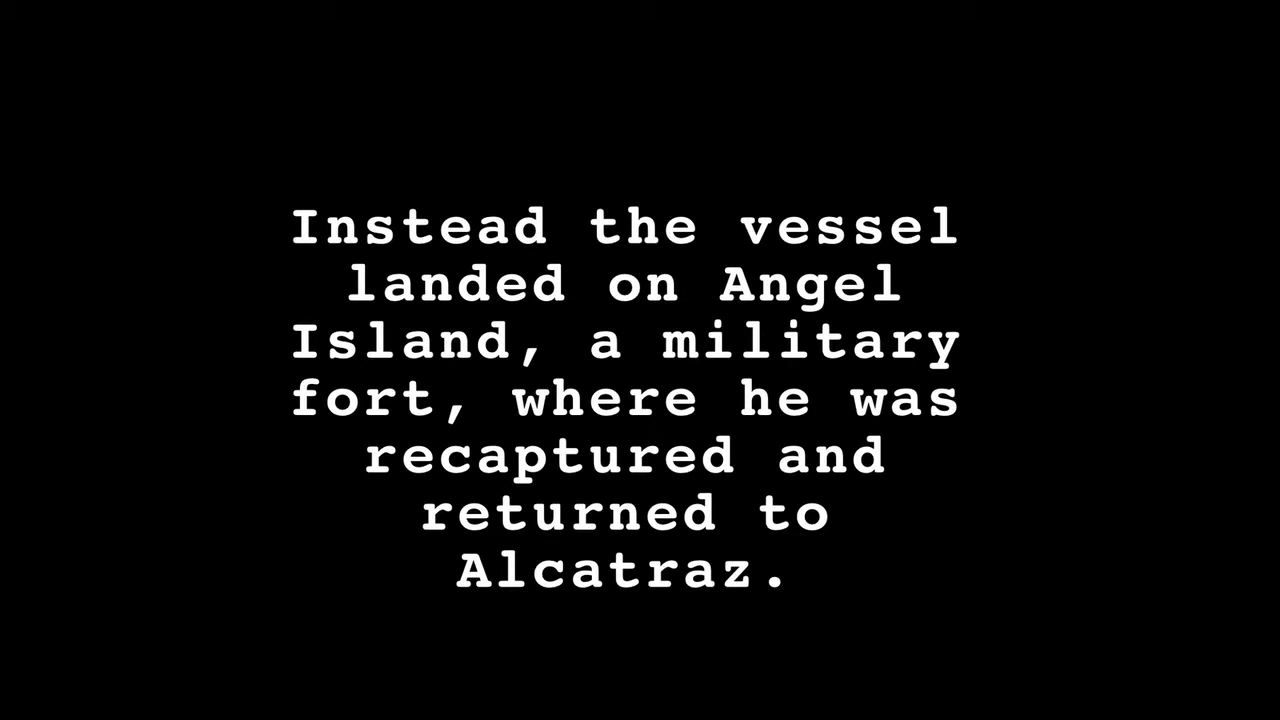 Instead the vessel
landed on Angel
Island, a military
fort, where he was
recaptured and
returned to
Alcatraz.